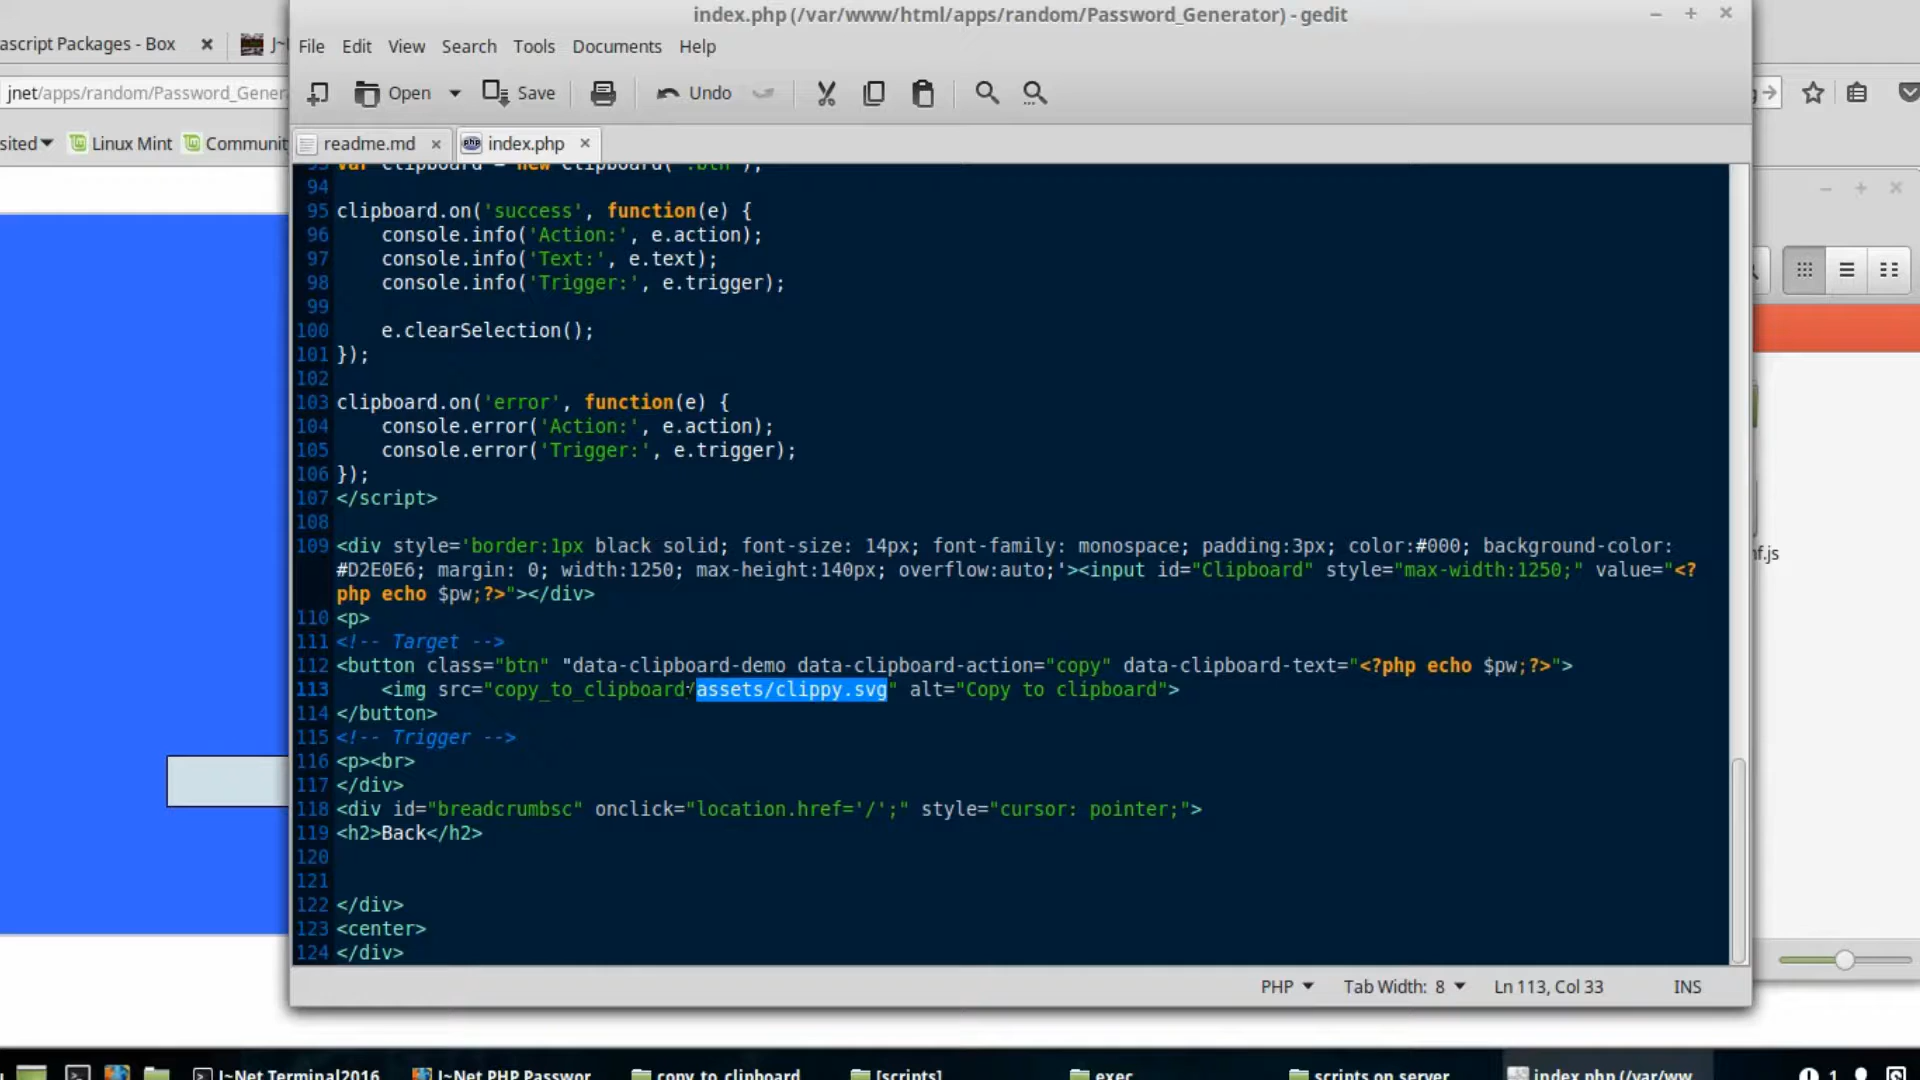 index.php (/var/www/html/apps/random/Password_Generator) - gedit
ascript Packages - Box
J~
File Edit View Search Tools Documents Help
jnet/apps/random/Password_Gener
Open Save Undo
sited Linux Mint Communit
readme.md index.php
93 var clipboard = new Clipboard('.btn');
94
95 clipboard.on('success', function(e) {
96 console.info('Action:', e.action);
97 console.info('Text:', e.text);
98 console.info('Trigger:', e.trigger);
99
100 e.clearSelection();
101 });
102
103 clipboard.on('error', function(e) {
104 console.error('Action:', e.action);
105 console.error('Trigger:', e.trigger);
106 });
107 </script>
108
109 <div style='border:1px black solid; font-size: 14px; font-family: monospace; padding:3px; color:#000; background-color:
#D2E0E6; margin: 0; width:1250; max-height:140px; overflow:auto;'><input id="Clipboard" style="max-width:1250;" value="<?
php echo $pw;?>"></div>
110 <p>
111 <!-- Target -->
112 <button class="btn" "data-clipboard-demo data-clipboard-action="copy" data-clipboard-text="<?php echo $pw;?>">
113 <img src="copy_to_clipboard/assets/clippy.svg" alt="Copy to clipboard">
114 </button>
115 <!-- Trigger -->
116 <p><br>
117 </div>
118 <div id="breadcrumbsc" onclick="location.href='/';" style="cursor: pointer;">
119 <h2>Back</h2>
120
121
122 </div>
123 <center>
124 </div>
nf.js
PHP Tab Width: 8 Ln 113, Col 33 INS
J~Net Terminal2016 J~Net PHP Passwor copy_to_clipboard [scripts] exec scripts on server index.php (/var/ww 1